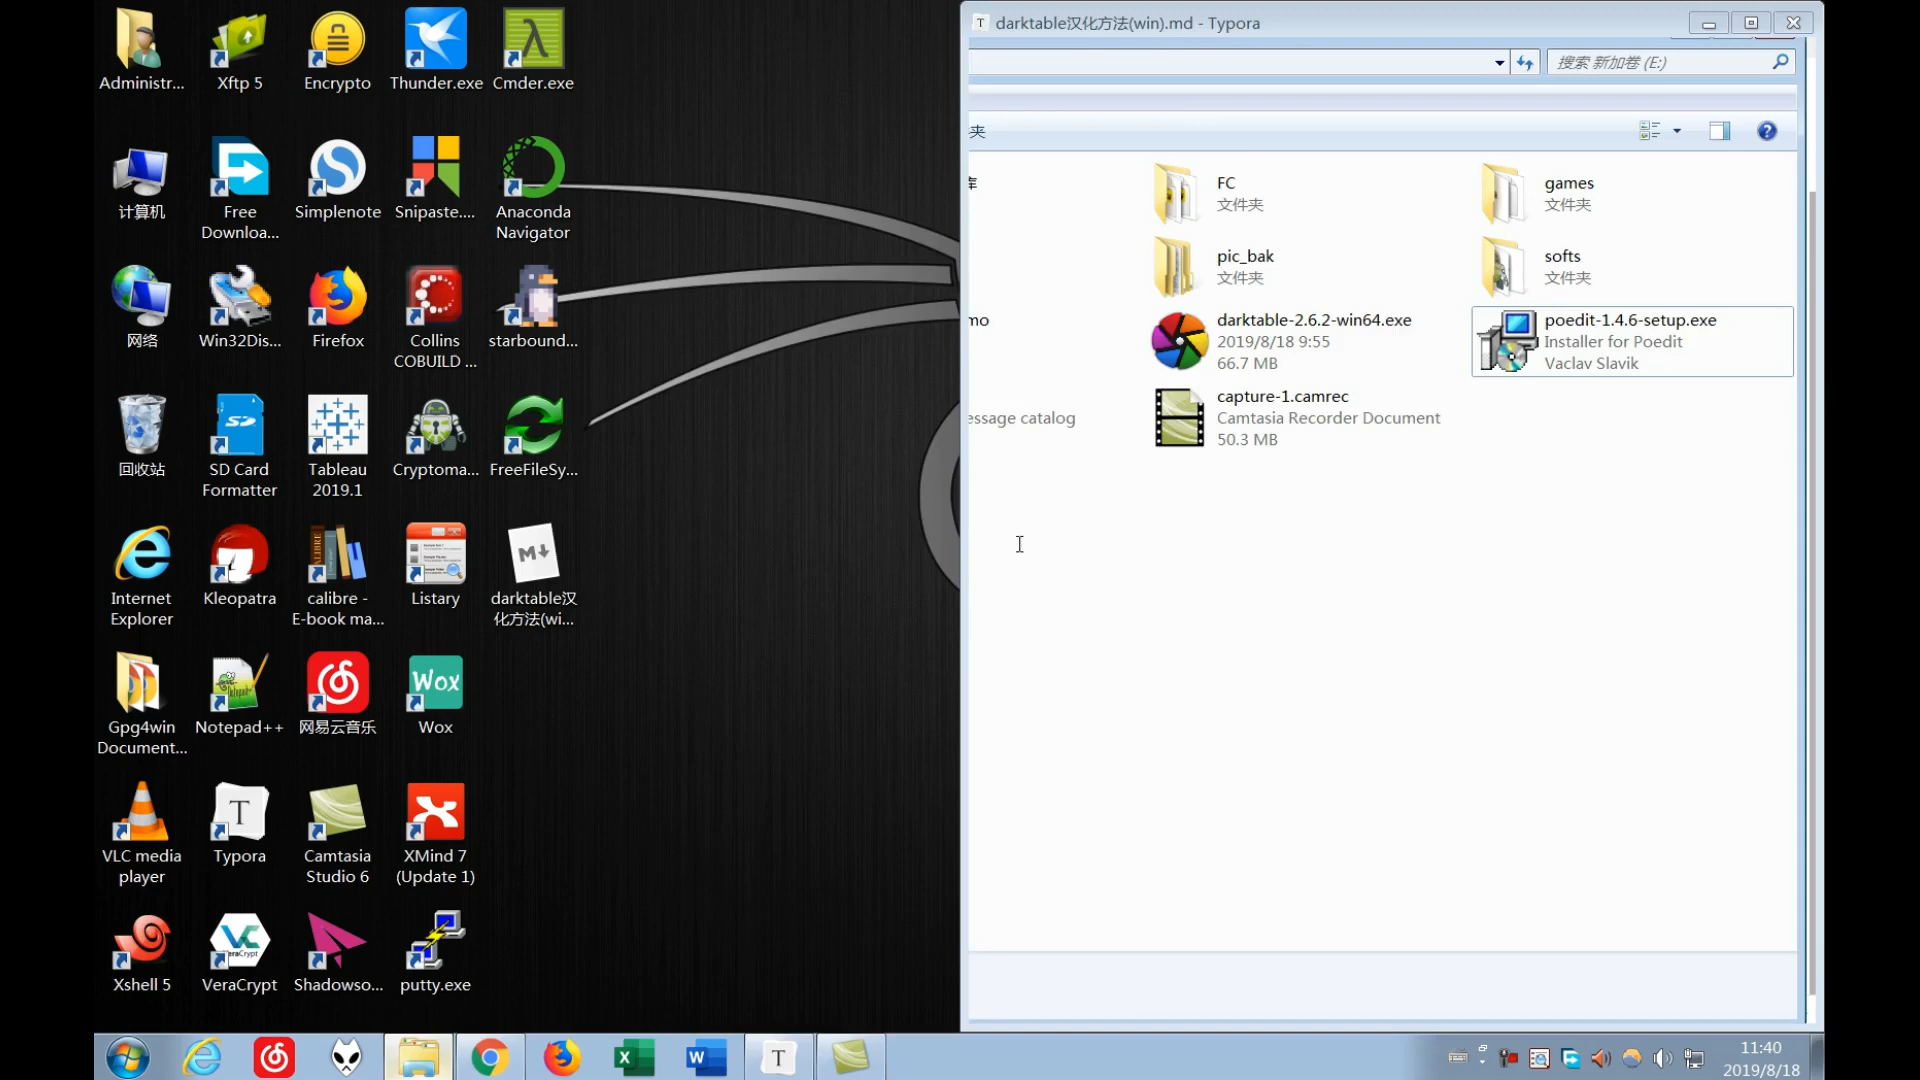 Administr...
Xftp 5
Encrypto
Thunder.exe
Cmder.exe
计算机
Free
Downloa...
Simplenote
Snipaste....
Anaconda
Navigator
网络
Win32Dis...
Firefox
Collins
COBUILD ...
starbound...
回收站
SD Card
Formatter
Tableau
2019.1
Cryptoma...
FreeFileSy...
Internet
Explorer
Kleopatra
calibre -
E-book ma...
Listary
darktable汉
化方法(wi...
Gpg4win
Document...
Notepad++
网易云音乐
Wox
VLC media
player
Typora
Camtasia
Studio 6
XMind 7
(Update 1)
Xshell 5
VeraCrypt
Shadowso...
putty.exe
darktable汉化方法(win).md - Typora
搜索 新加卷 (E:)
夹
库
FC
文件夹
games
文件夹
pic_bak
文件夹
softs
文件夹
mo
darktable-2.6.2-win64.exe
2019/8/18 9:55
66.7 MB
poedit-1.4.6-setup.exe
Installer for Poedit
Vaclav Slavik
essage catalog
capture-1.camrec
Camtasia Recorder Document
50.3 MB
11:40
2019/8/18